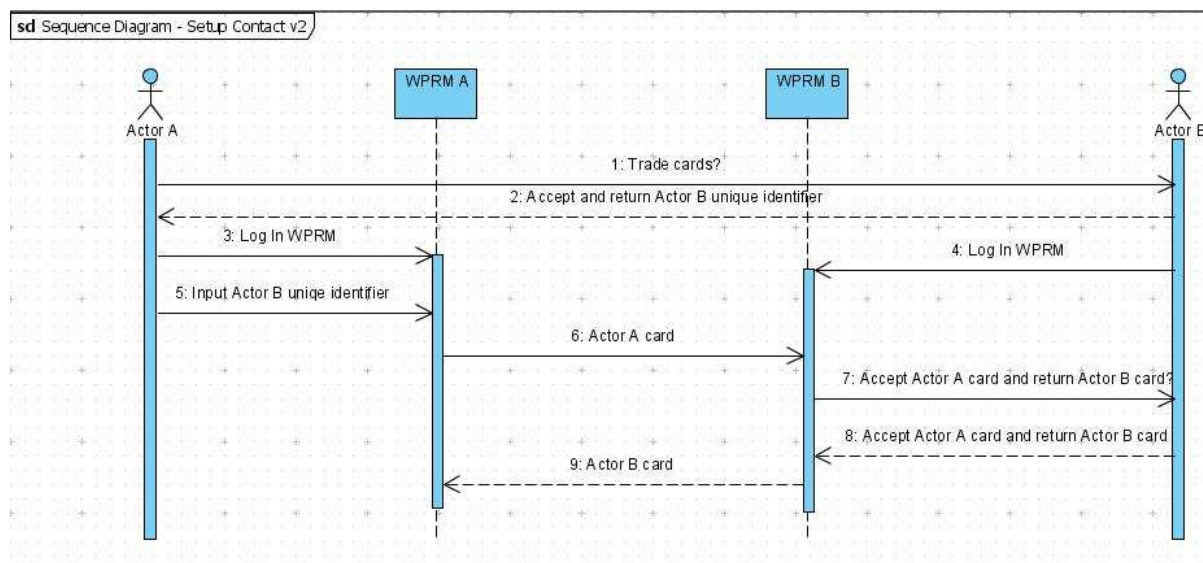 sd Sequence Diagram - Setup Contact v2
WPRM A
WPRM B
Actor A
Actor B
1: Trade cards?
2: Accept and return Actor B unique identifier
3: Log In WPRM
4: Log In WPRM
5: Input Actor B uniqe identifier
6: Actor A card
7: Accept Actor A card and return Actor B card?
8: Accept Actor A card and return Actor B card
9: Actor B card